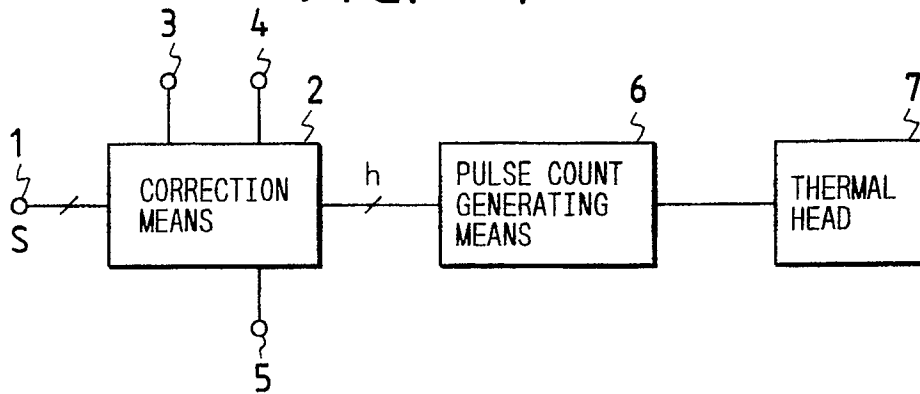 3
4
2
6
7
1
S
CORRECTION
MEANS
h
PULSE COUNT
GENERATING
MEANS
THERMAL
HEAD
5